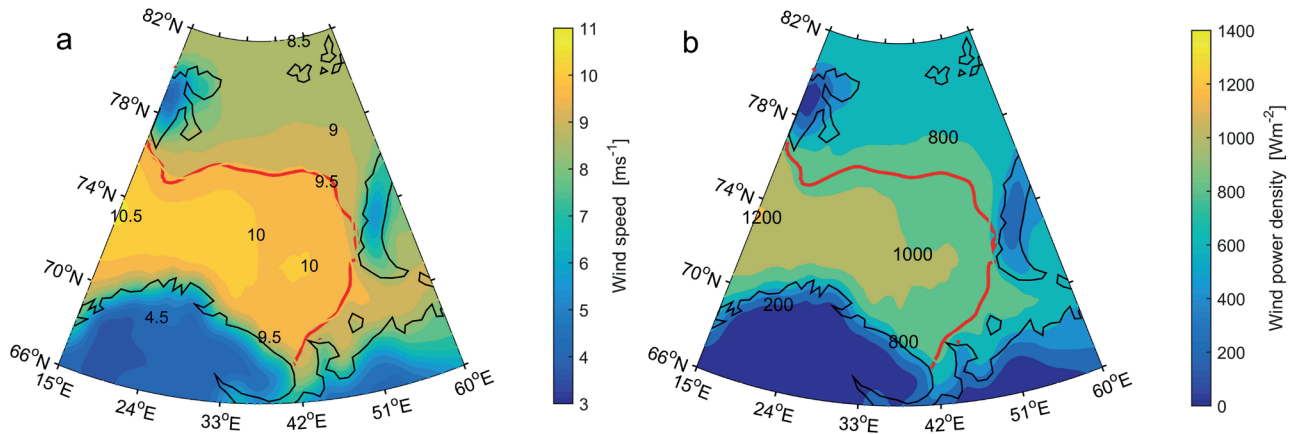 a
82°N
78°N
74°N
70°N
66°N
15°E
24°E
33°E
42°E
51°E
60°E
8.5
9
9.5
10.5
10
10
4.5
9.5
11
10
9
8
7
6
5
4
3
Wind speed [ms⁻¹]
b
82°N
78°N
74°N
70°N
66°N
15°E
24°E
33°E
42°E
51°E
60°E
800
1200
1000
200
800
1400
1200
1000
800
600
400
200
0
Wind power density [Wm⁻²]